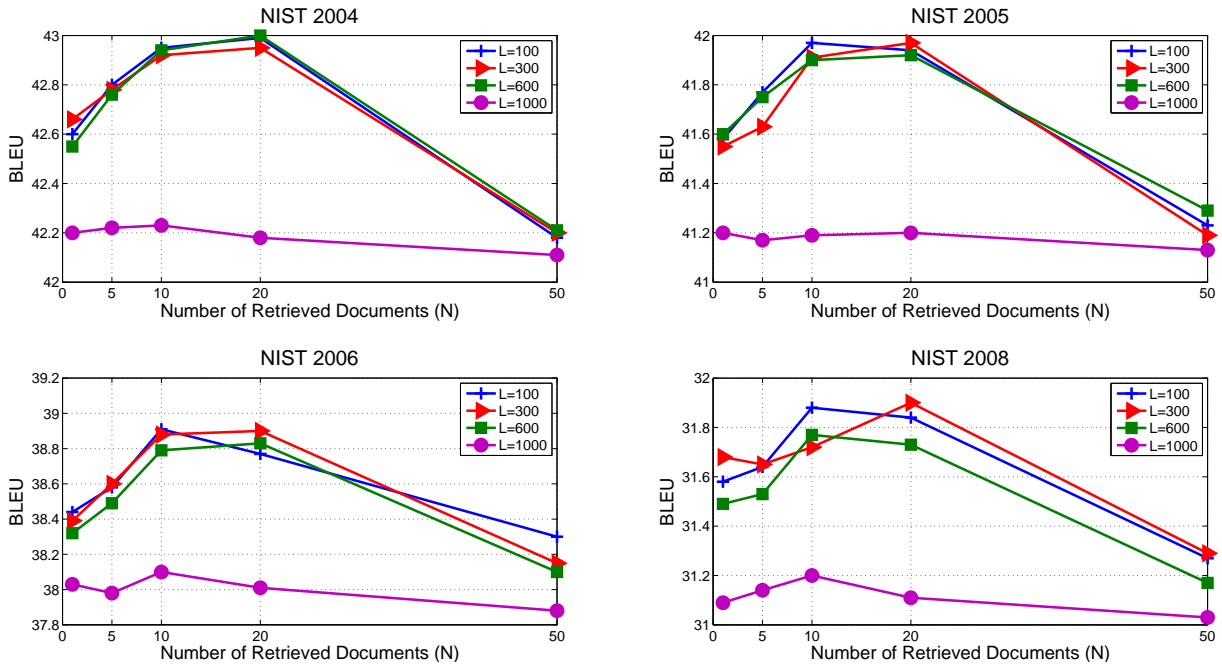 NIST 2004
43
42.8
42.6
42.4
42.2
42
BLEU
0 5 10 20 50
Number of Retrieved Documents (N)
L=100
L=300
L=600
L=1000
NIST 2005
42
41.8
41.6
41.4
41.2
41
BLEU
0 5 10 20 50
Number of Retrieved Documents (N)
L=100
L=300
L=600
L=1000
NIST 2006
39.2
39
38.8
38.6
38.4
38.2
38
37.8
BLEU
0 5 10 20 50
Number of Retrieved Documents (N)
L=100
L=300
L=600
L=1000
NIST 2008
32
31.8
31.6
31.4
31.2
31
BLEU
0 5 10 20 50
Number of Retrieved Documents (N)
L=100
L=300
L=600
L=1000